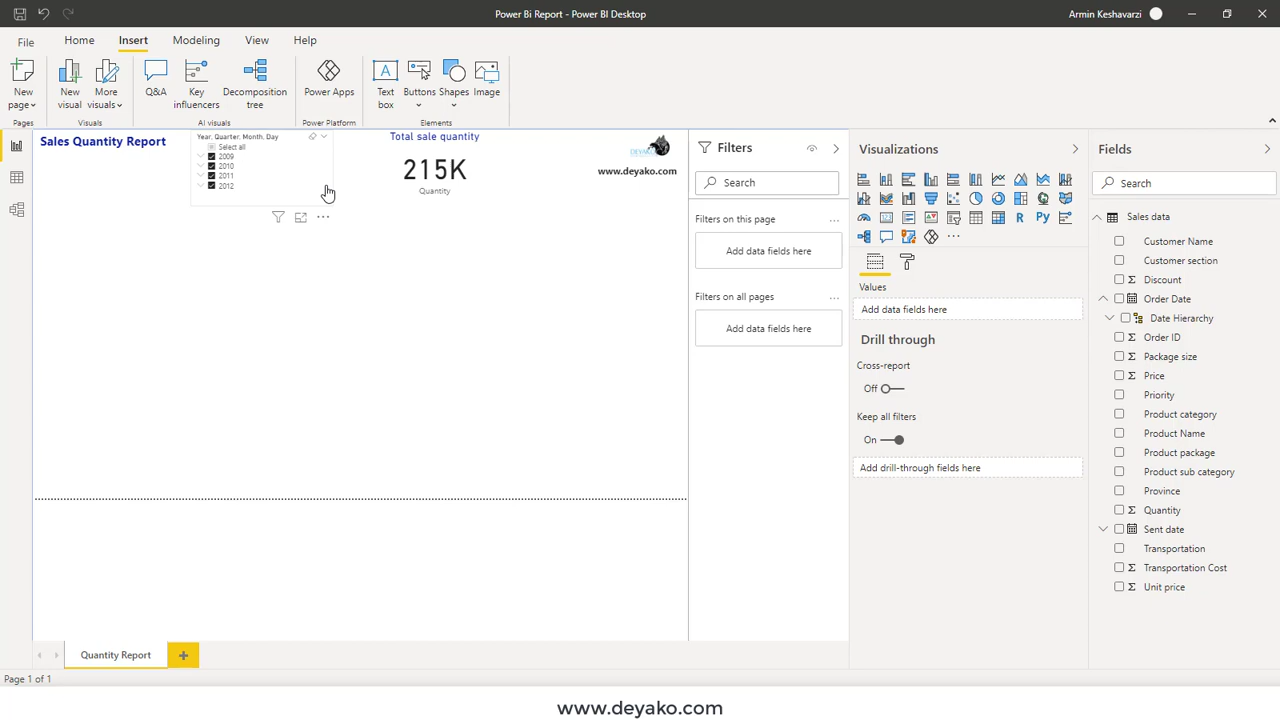 Power Bi Report - Power BI Desktop
Armin Keshavarzi
File
Home
Insert
Modeling
View
Help
New page
New visual
More visuals
Q&A
Key influencers
Decomposition tree
Power Apps
Text box
Buttons
Shapes
Image
Pages
Visuals
AI visuals
Power Platform
Elements
Sales Quantity Report
Year, Quarter, Month, Day
Select all
2009
2010
2011
2012
Total sale quantity
215K
Quantity
DEYAKO
www.deyako.com
Filters
Search
Filters on this page
Add data fields here
Filters on all pages
Add data fields here
Visualizations
R
Py
Values
Add data fields here
Drill through
Cross-report
Off
Keep all filters
On
Add drill-through fields here
Fields
Search
Sales data
Customer Name
Customer section
Discount
Order Date
Date Hierarchy
Order ID
Package size
Price
Priority
Product category
Product Name
Product package
Product sub category
Province
Quantity
Sent date
Transportation
Transportation Cost
Unit price
Quantity Report
Page 1 of 1
www.deyako.com